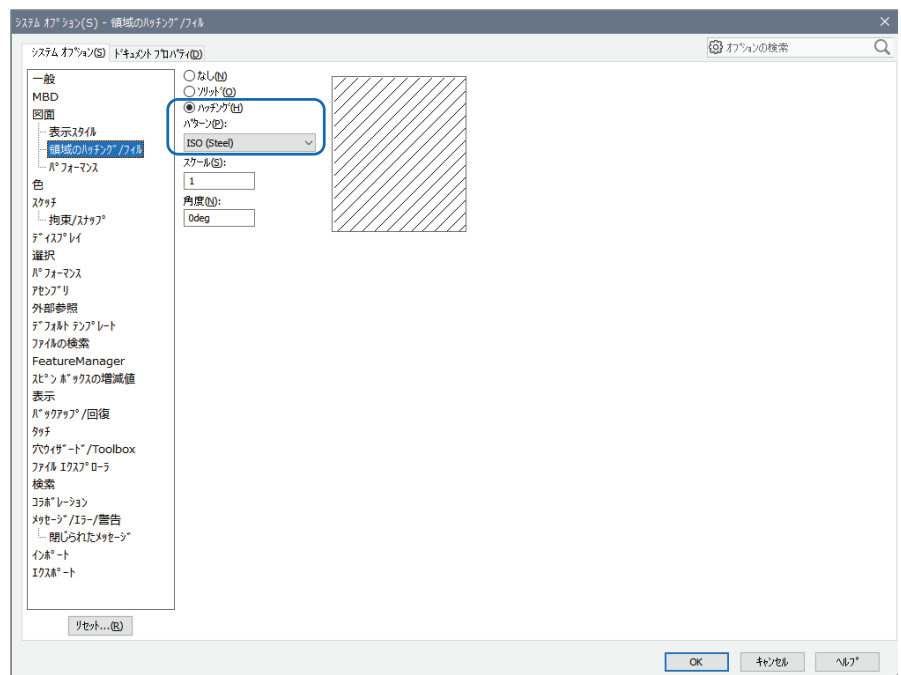 ｼｽﾃﾑ ｵﾌﾟｼｮﾝ(S) - 領域のﾊｯﾁﾝｸﾞ/ﾌｨﾙ
ｼｽﾃﾑ ｵﾌﾟｼｮﾝ(S)
ﾄﾞｷｭﾒﾝﾄ ﾌﾟﾛﾊﾟﾃｨ(D)
ｵﾌﾟｼｮﾝの検索
一般
MBD
図面
表示ｽﾀｲﾙ
領域のﾊｯﾁﾝｸﾞ/ﾌｨﾙ
ﾊﾟﾌｫｰﾏﾝｽ
色
ｽｹｯﾁ
拘束/ｽﾅｯﾌﾟ
ﾃﾞｨｽﾌﾟﾚｲ
選択
ﾊﾟﾌｫｰﾏﾝｽ
ｱｾﾝﾌﾞﾘ
外部参照
ﾃﾞﾌｫﾙﾄ ﾃﾝﾌﾟﾚｰﾄ
ﾌｧｲﾙの検索
FeatureManager
ｽﾋﾟﾝ ﾎﾞｯｸｽの増減値
表示
ﾊﾞｯｸｱｯﾌﾟ/回復
ﾀｯﾁ
穴ｳｨｻﾞｰﾄﾞ/Toolbox
ﾌｧｲﾙ ｴｸｽﾌﾟﾛｰﾗ
検索
ｺﾗﾎﾞﾚｰｼｮﾝ
ﾒｯｾｰｼﾞ/ｴﾗｰ/警告
閉じられたﾒｯｾｰｼﾞ
ｲﾝﾎﾟｰﾄ
ｴｸｽﾎﾟｰﾄ
ﾘｾｯﾄ...(R)
なし(N)
ｿﾘｯﾄﾞ(O)
ﾊｯﾁﾝｸﾞ(H)
ﾊﾟﾀｰﾝ(P):
ISO (Steel)
ｽｹｰﾙ(S):
1
角度(N):
0deg
OK
ｷｬﾝｾﾙ
ﾍﾙﾌﾟ